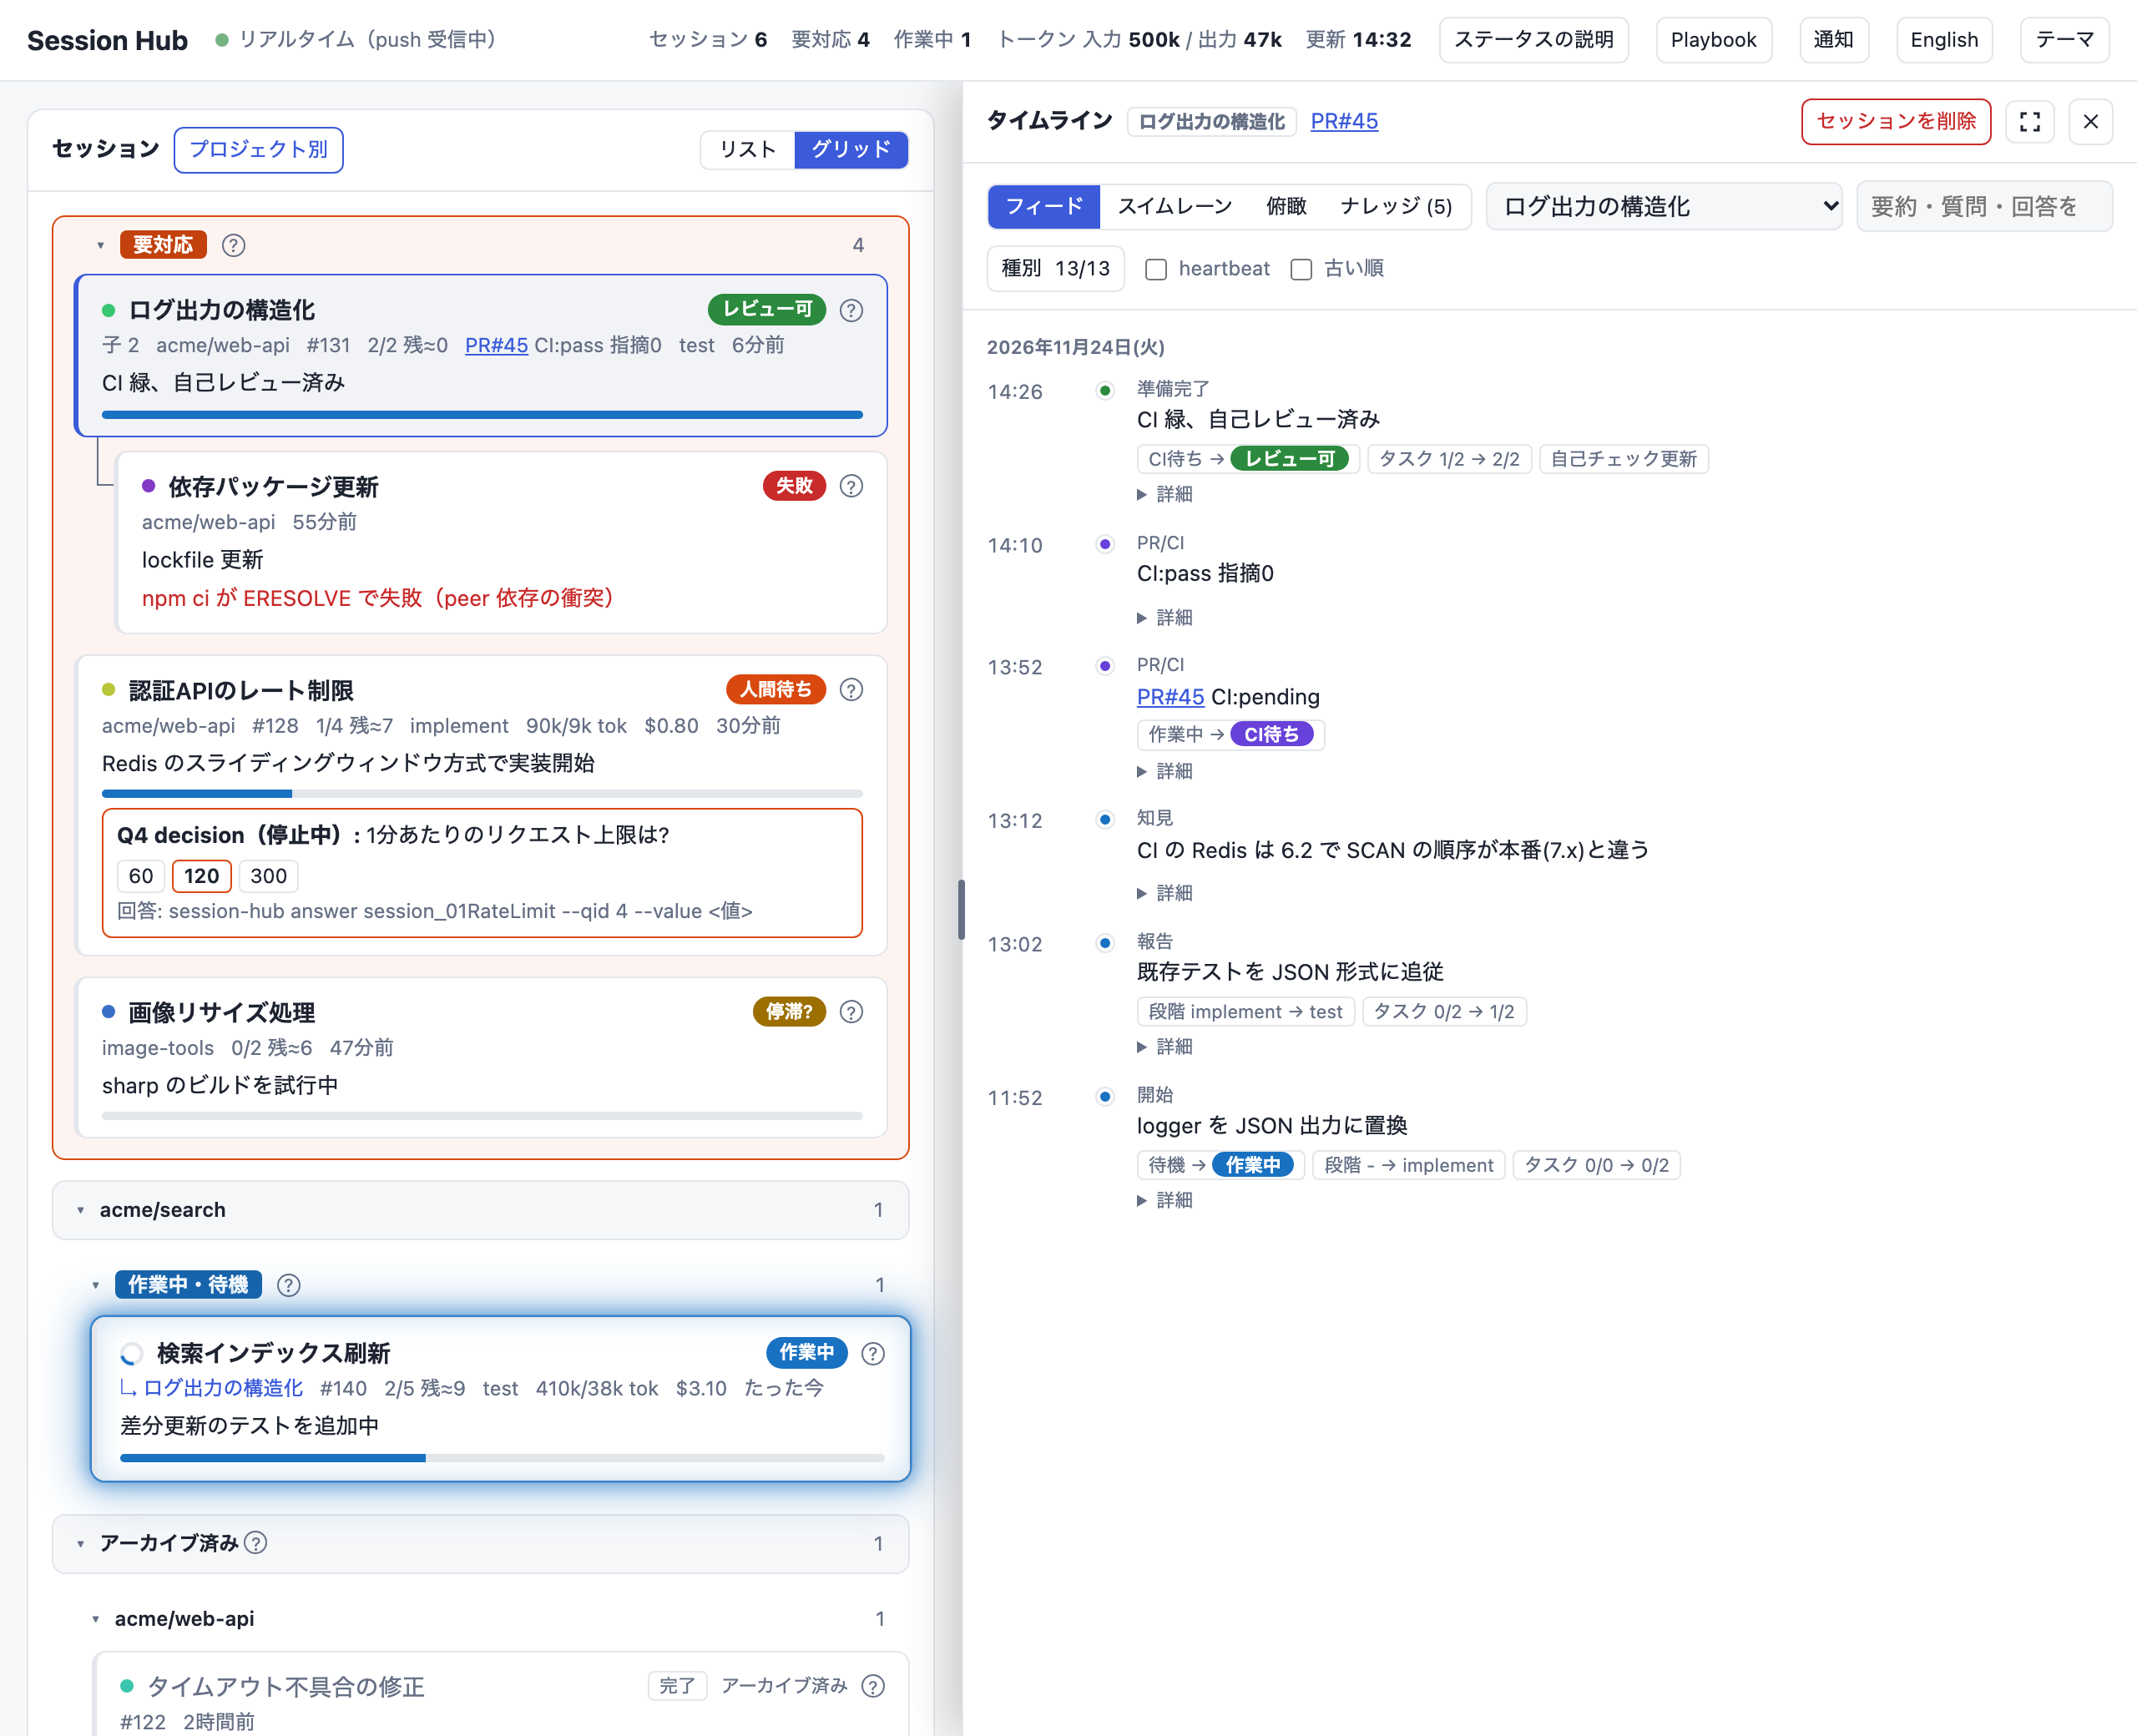 Session Hub リアルタイム（push 受信中） セッション 6 要対応 4 作業中 1 トークン 入力 500k / 出力 47k 更新 14:32 ステータスの説明 Playbook 通知 English テーマ
セッション プロジェクト別 リスト グリッド
要対応 ? 4
ログ出力の構造化 レビュー可 ?
子 2 acme/web-api #131 2/2 残≈0 PR#45 CI:pass 指摘0 test 6分前
CI 緑、自己レビュー済み
依存パッケージ更新 失敗 ?
acme/web-api 55分前
lockfile 更新
npm ci が ERESOLVE で失敗（peer 依存の衝突）
認証APIのレート制限 人間待ち ?
acme/web-api #128 1/4 残≈7 implement 90k/9k tok $0.80 30分前
Redis のスライディングウィンドウ方式で実装開始
Q4 decision（停止中）: 1分あたりのリクエスト上限は?
60 120 300
回答: session-hub answer session_01RateLimit --qid 4 --value <値>
画像リサイズ処理 停滞? ?
image-tools 0/2 残≈6 47分前
sharp のビルドを試行中
acme/search 1
作業中・待機 ? 1
検索インデックス刷新 作業中 ?
ログ出力の構造化 #140 2/5 残≈9 test 410k/38k tok $3.10 たった今
差分更新のテストを追加中
アーカイブ済み ? 1
acme/web-api 1
タイムアウト不具合の修正 完了 アーカイブ済み ?
#122 2時間前
タイムライン ログ出力の構造化 PR#45 セッションを削除
フィード スイムレーン 俯瞰 ナレッジ (5) ログ出力の構造化 要約・質問・回答を
種別 13/13 heartbeat 古い順
2026年11月24日(火)
14:26 準備完了
CI 緑、自己レビュー済み
CI待ち → レビュー可 タスク 1/2 → 2/2 自己チェック更新
詳細
14:10 PR/CI
CI:pass 指摘0
詳細
13:52 PR/CI
PR#45 CI:pending
作業中 → CI待ち
詳細
13:12 知見
CI の Redis は 6.2 で SCAN の順序が本番(7.x)と違う
詳細
13:02 報告
既存テストを JSON 形式に追従
段階 implement → test タスク 0/2 → 1/2
詳細
11:52 開始
logger を JSON 出力に置換
待機 → 作業中 段階 - → implement タスク 0/0 → 0/2
詳細